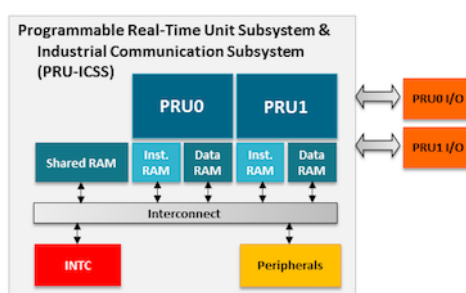 Programmable Real-Time Unit Subsystem &
Industrial Communication Subsystem
(PRU-ICSS)
PRU0
PRU1
PRU0 I/O
PRU1 I/O
Shared RAM
Inst.
RAM
Data
RAM
Inst.
RAM
Data
RAM
Interconnect
INTC
Peripherals